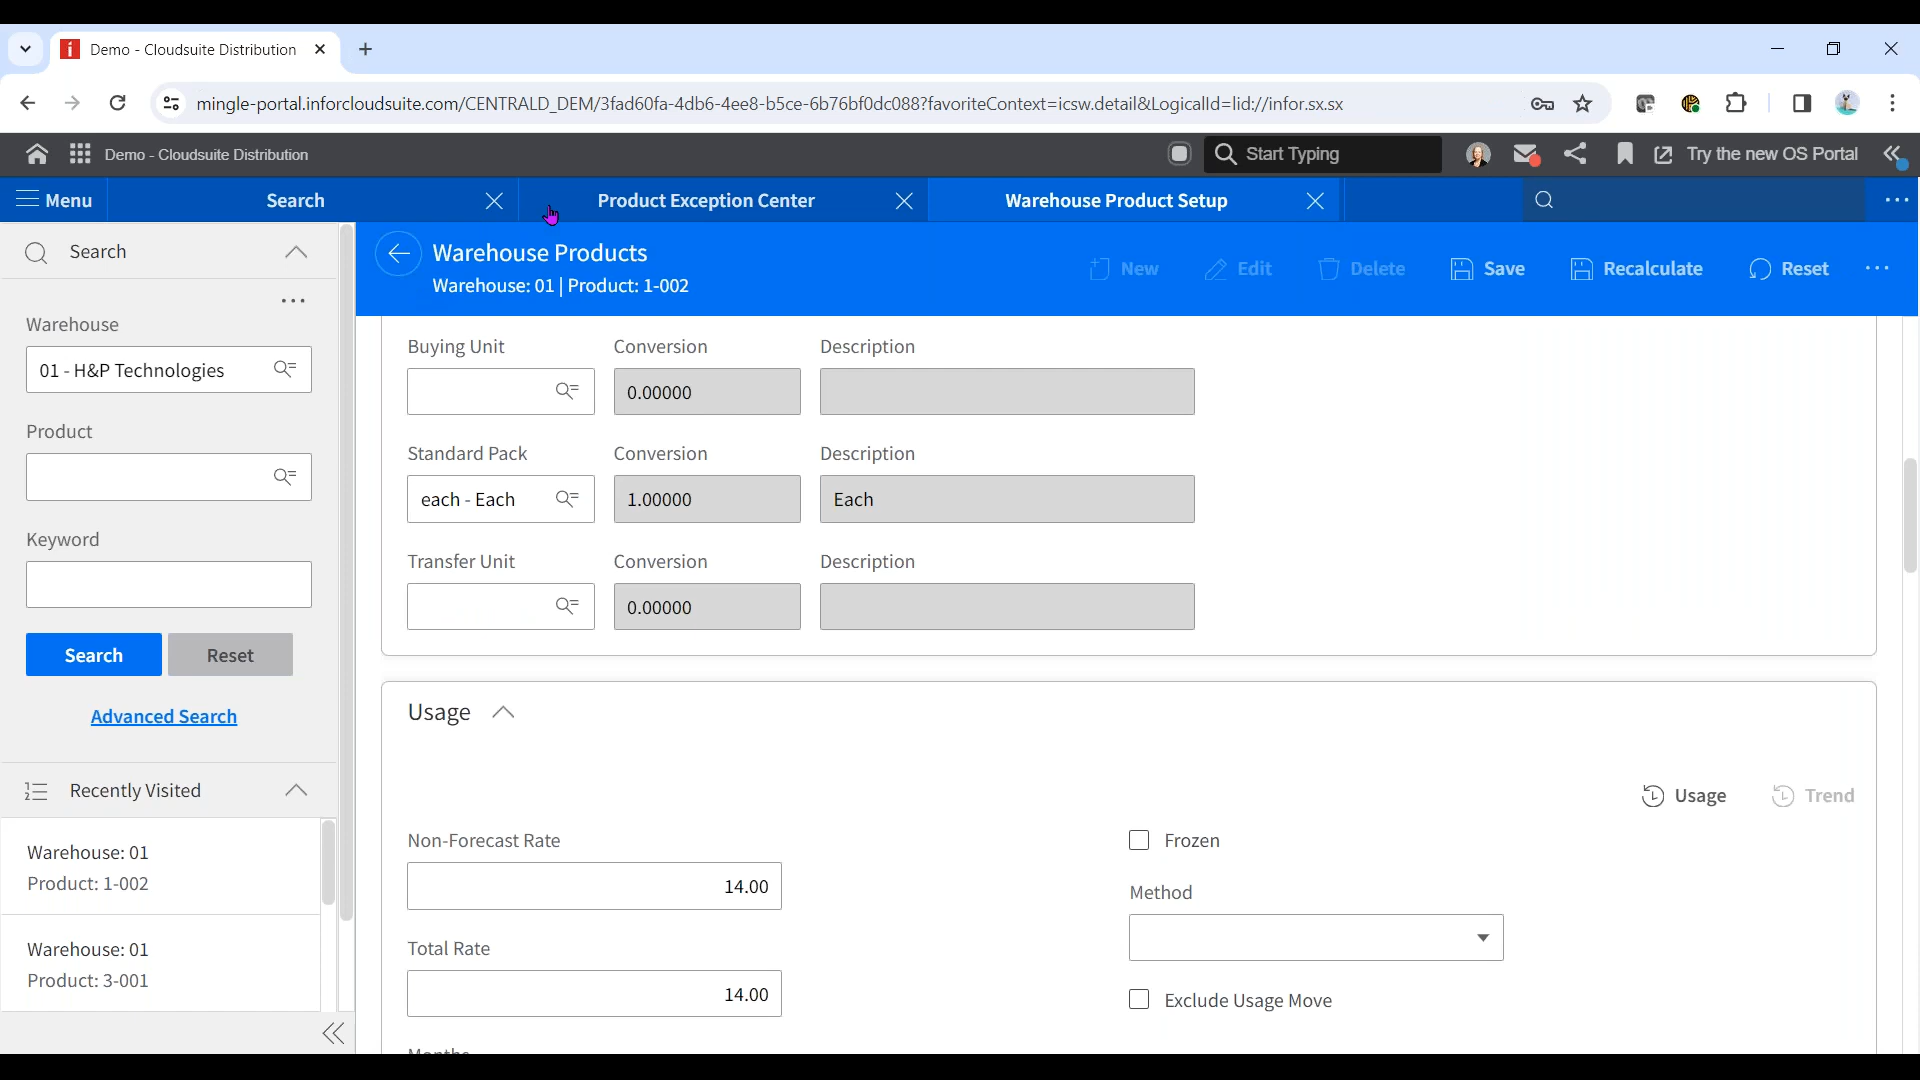 Demo - Cloudsuite Distribution
mingle-portal.inforcloudsuite.com/CENTRALD_DEM/3fad60fa-4db6-4ee8-b5ce-6b76bf0dc088?favoriteContext=icsw.detail&LogicalId=lid://infor.sx.sx
Demo - Cloudsuite Distribution
Start Typing
Try the new OS Portal
Menu
Search
Product Exception Center
Warehouse Product Setup
Search
Warehouse
01 - H&P Technologies
Product
Keyword
Search
Reset
Advanced Search
Recently Visited
Warehouse: 01
Product: 1-002
Warehouse: 01
Product: 3-001
Warehouse Products
Warehouse: 01 | Product: 1-002
New
Edit
Delete
Save
Recalculate
Reset
Buying Unit
Conversion
Description
0.00000
Standard Pack
Conversion
Description
each - Each
1.00000
Each
Transfer Unit
Conversion
Description
0.00000
Usage
Usage
Trend
Non-Forecast Rate
14.00
Total Rate
14.00
Frozen
Method
Exclude Usage Move